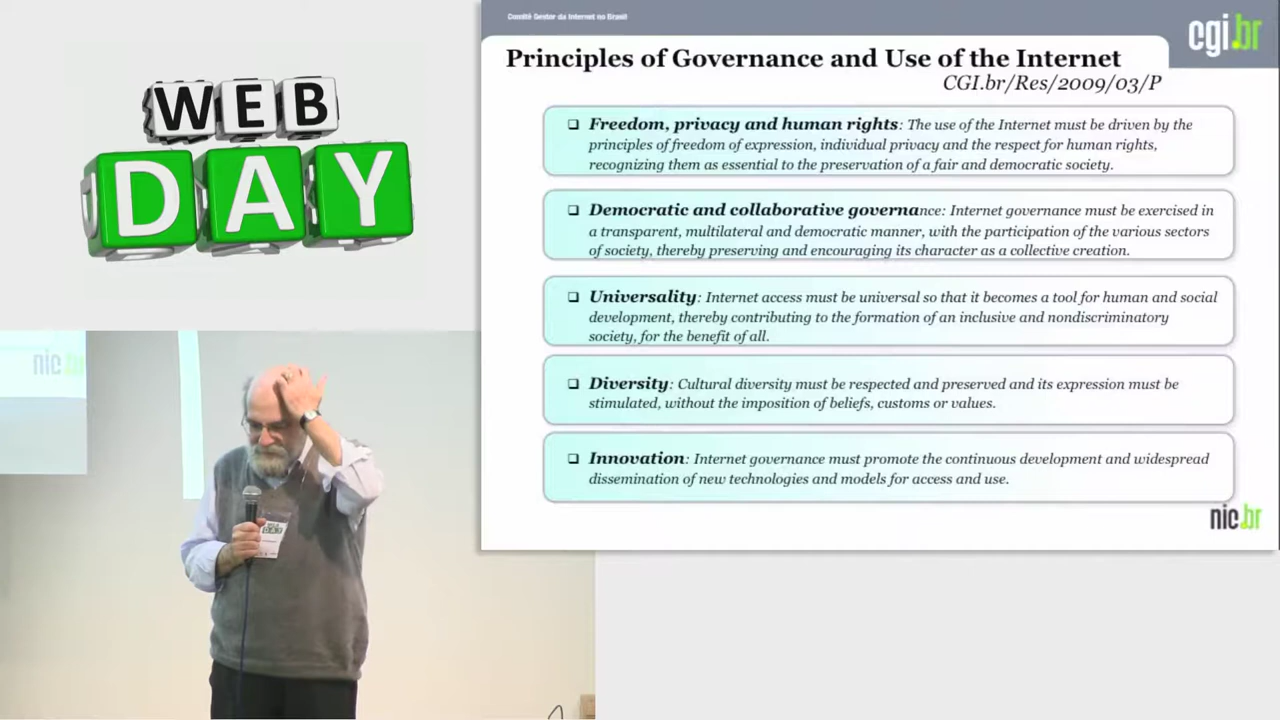 WEB
DAY
nic.br
WEB
DAY
Comitê Gestor da Internet no Brasil
cgi.br
Principles of Governance and Use of the Internet
CGI.br/Res/2009/03/P
❑ Freedom, privacy and human rights: The use of the Internet must be driven by the
principles of freedom of expression, individual privacy and the respect for human rights,
recognizing them as essential to the preservation of a fair and democratic society.
❑ Democratic and collaborative governance: Internet governance must be exercised in
a transparent, multilateral and democratic manner, with the participation of the various sectors
of society, thereby preserving and encouraging its character as a collective creation.
❑ Universality: Internet access must be universal so that it becomes a tool for human and social
development, thereby contributing to the formation of an inclusive and nondiscriminatory
society, for the benefit of all.
❑ Diversity: Cultural diversity must be respected and preserved and its expression must be
stimulated, without the imposition of beliefs, customs or values.
❑ Innovation: Internet governance must promote the continuous development and widespread
dissemination of new technologies and models for access and use.
nic.br